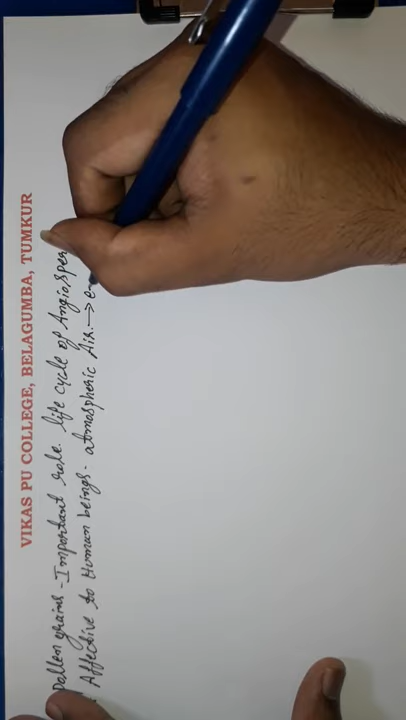 VIKAS PU COLLEGE, BELAGUMBA, TUMKUR
Pollen grains - Important role. life cycle of Angiosper
Affective to Human beings - atmospheric Air. → e